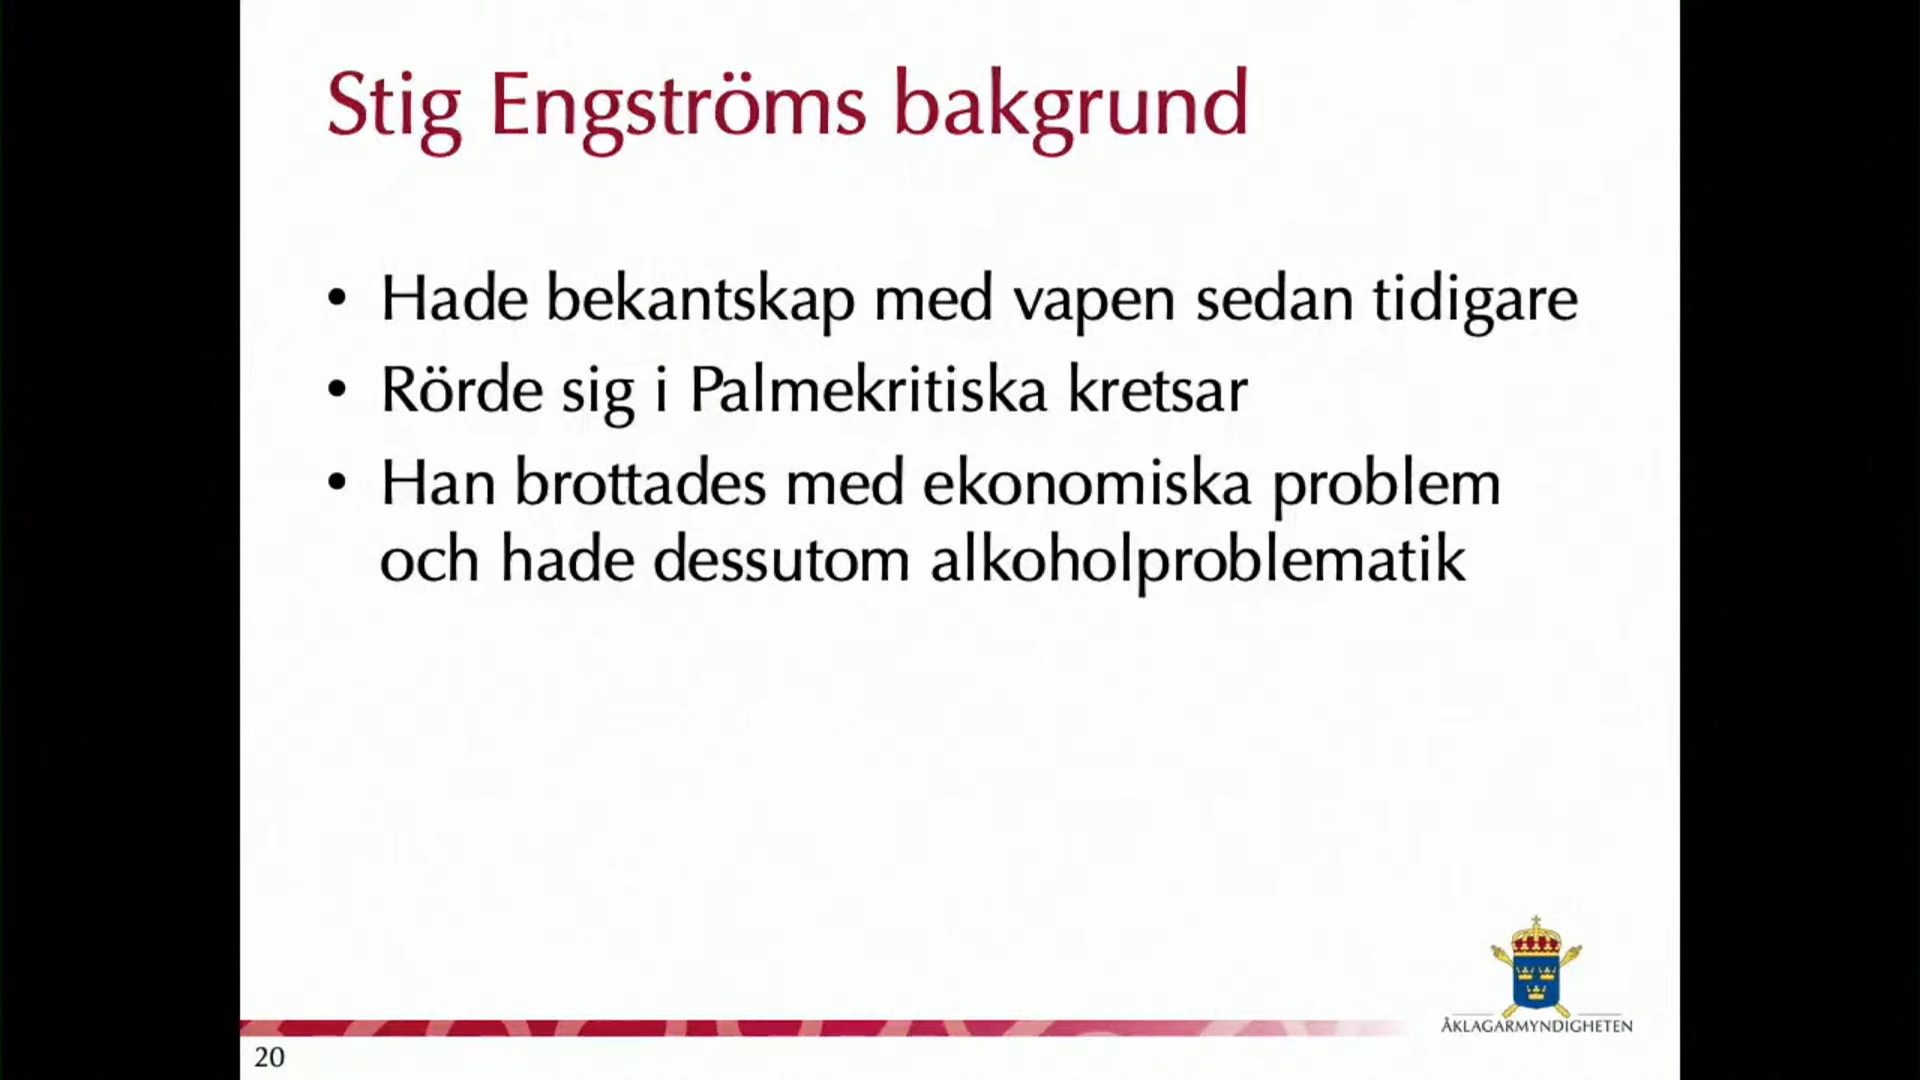 Stig Engströms bakgrund
• Hade bekantskap med vapen sedan tidigare
• Rörde sig i Palmekritiska kretsar
• Han brottades med ekonomiska problem
och hade dessutom alkoholproblematik
ÅKLAGARMYNDIGHETEN
20